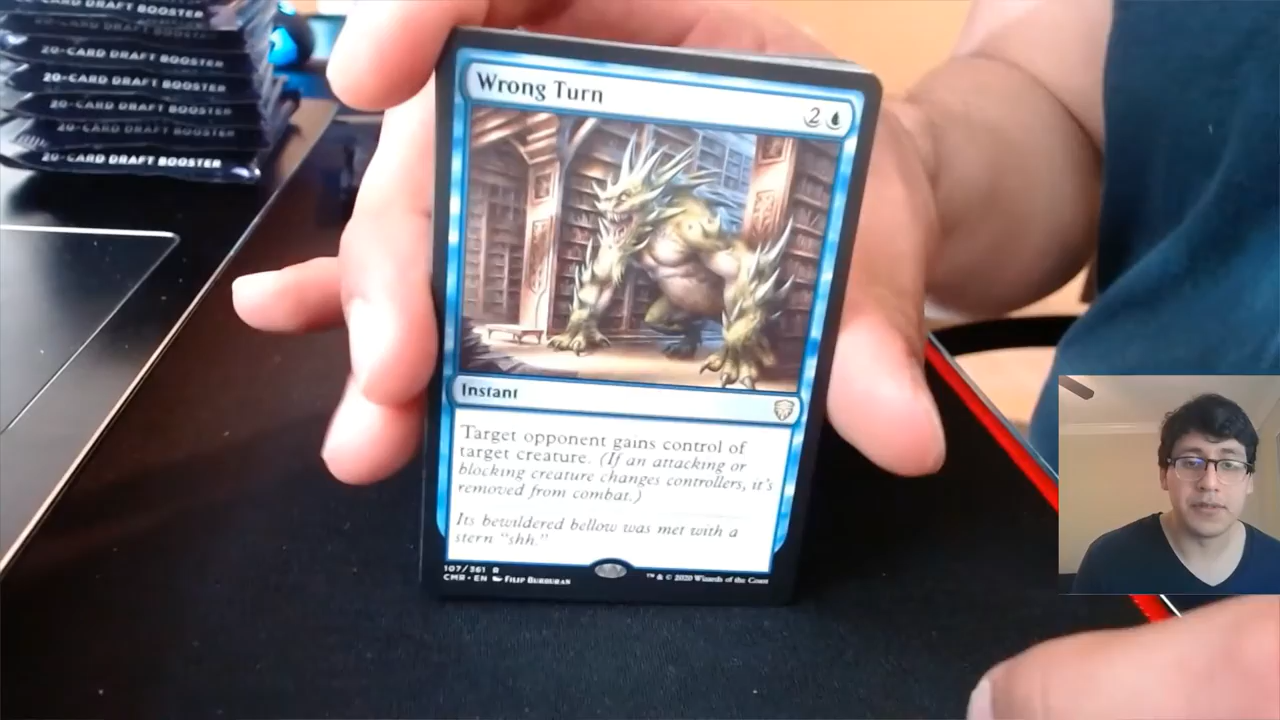 DRAFT BOOSTER
20-CARD DRAFT BOOSTER
20-CARD DRAFT BOOSTER
20-CARD DRAFT BOOSTER
20-CARD DRAFT BOOSTER
20-CARD DRAFT BOOSTER
Wrong Turn
2
Instant
Target opponent gains control of
target creature. (If an attacking or
blocking creature changes controllers, it's
removed from combat.)
Its bewildered bellow was met with a
stern "shh."
107/361 R
CMR • EN Filip Burburan
™ & © 2020 Wizards of the Coast